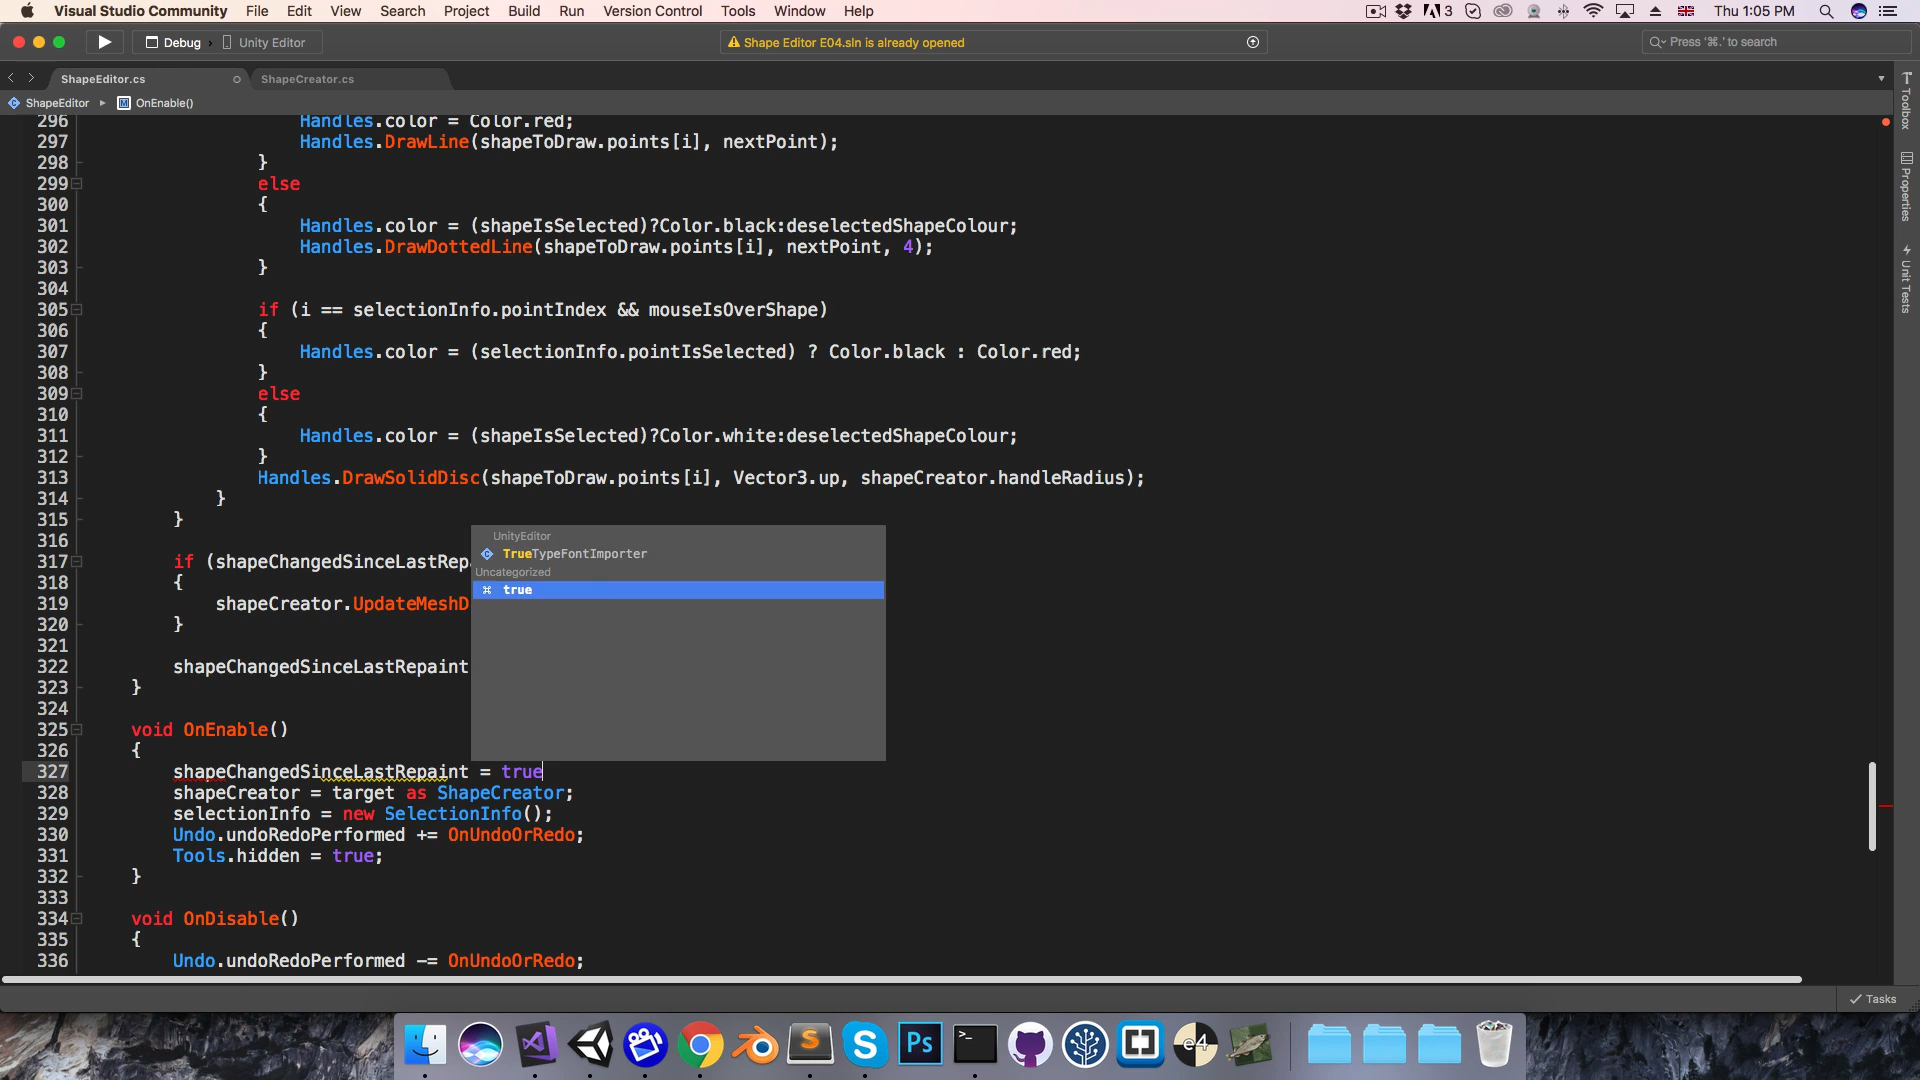 Visual Studio Community File Edit View Search Project Build Run Version Control Tools Window Help 3 Thu 1:05 PM
Debug › Unity Editor Shape Editor E04.sln is already opened Press '⌘.' to search
ShapeEditor.cs ShapeCreator.cs
ShapeEditor ▸ OnEnable()
Toolbox
Properties
Unit Tests
296 Handles.color = Color.red;
297 Handles.DrawLine(shapeToDraw.points[i], nextPoint);
298 }
299 else
300 {
301 Handles.color = (shapeIsSelected)?Color.black:deselectedShapeColour;
302 Handles.DrawDottedLine(shapeToDraw.points[i], nextPoint, 4);
303 }
304
305 if (i == selectionInfo.pointIndex && mouseIsOverShape)
306 {
307 Handles.color = (selectionInfo.pointIsSelected) ? Color.black : Color.red;
308 }
309 else
310 {
311 Handles.color = (shapeIsSelected)?Color.white:deselectedShapeColour;
312 }
313 Handles.DrawSolidDisc(shapeToDraw.points[i], Vector3.up, shapeCreator.handleRadius);
314 }
315 }
316
UnityEditor
TrueTypeFontImporter
Uncategorized
⌘ true
317 if (shapeChangedSinceLastRep
318 {
319 shapeCreator.UpdateMeshD
320 }
321
322 shapeChangedSinceLastRepaint
323 }
324
325 void OnEnable()
326 {
327 shapeChangedSinceLastRepaint = true
328 shapeCreator = target as ShapeCreator;
329 selectionInfo = new SelectionInfo();
330 Undo.undoRedoPerformed += OnUndoOrRedo;
331 Tools.hidden = true;
332 }
333
334 void OnDisable()
335 {
336 Undo.undoRedoPerformed -= OnUndoOrRedo;
Tasks
S S Ps >_ e4